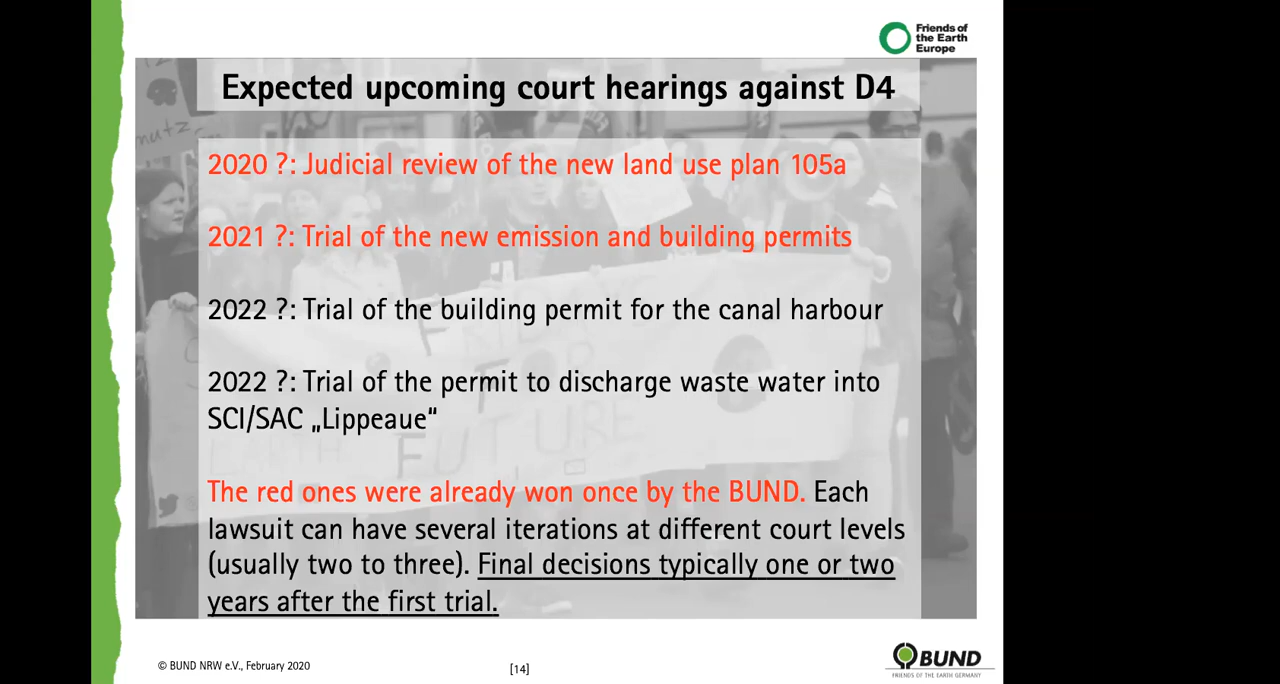 Friends of
the Earth
Europe
Expected upcoming court hearings against D4
nutz
2020 ?: Judicial review of the new land use plan 105a
2021 ?: Trial of the new emission and building permits
2022 ?: Trial of the building permit for the canal harbour
2022 ?: Trial of the permit to discharge waste water into
SCI/SAC „Lippeaue“
FOR
FUTURE
The red ones were already won once by the BUND. Each
lawsuit can have several iterations at different court levels
(usually two to three). Final decisions typically one or two
years after the first trial.
© BUND NRW e.V., February 2020
[14]
BUND
FRIENDS OF THE EARTH GERMANY